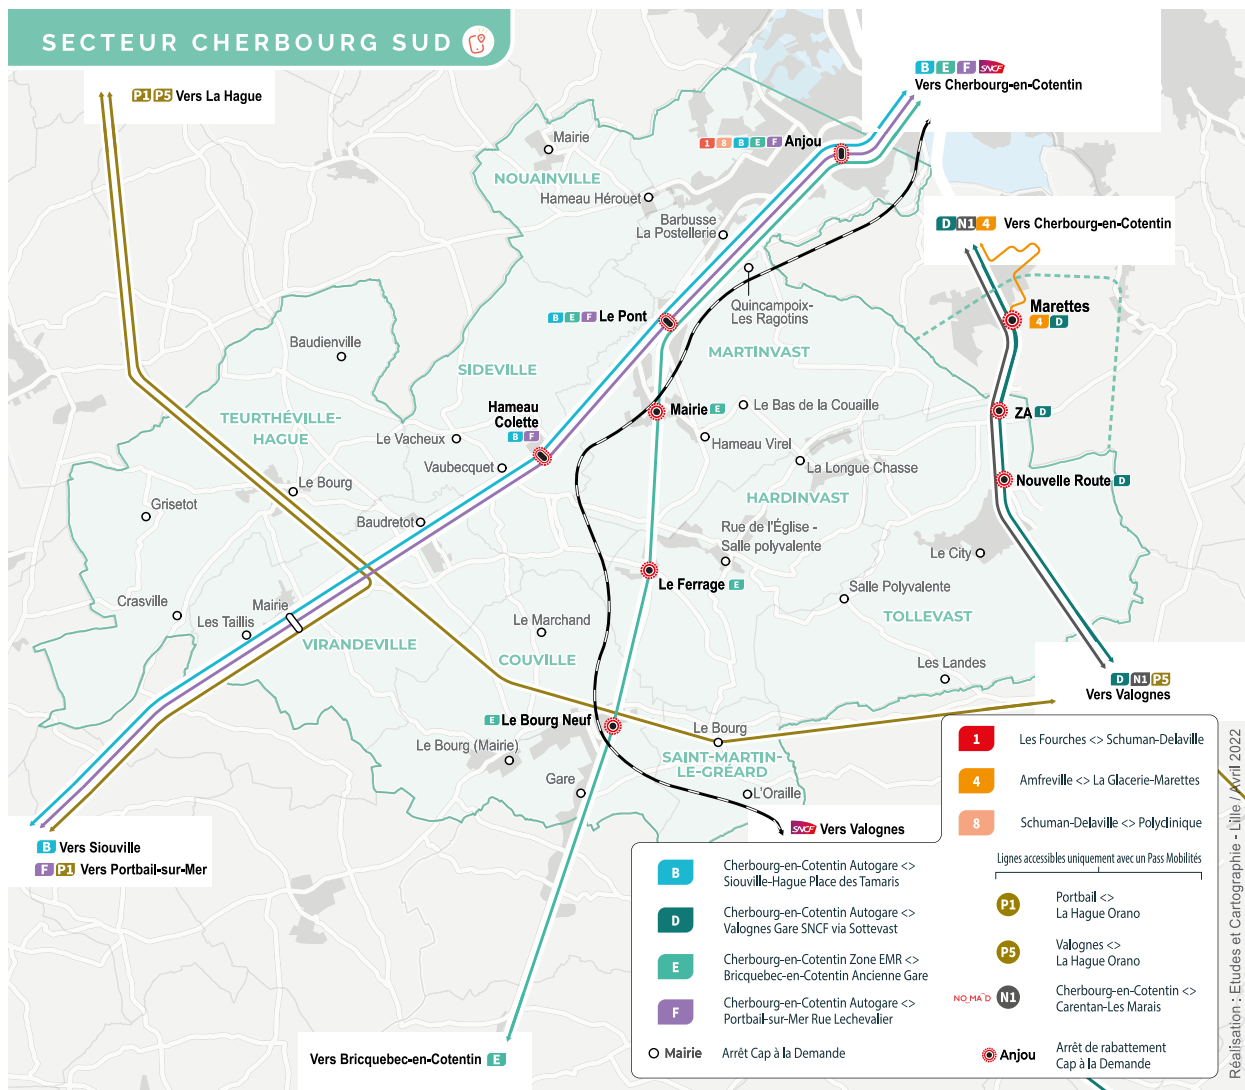 SECTEUR CHERBOURG SUD
P1 P5 Vers La Hague
B E F SNCF
Vers Cherbourg-en-Cotentin
1 8 B E F Anjou
Mairie
NOUAINVILLE
Hameau Hérouet
Barbusse
La Postellerie
D N1 4 Vers Cherbourg-en-Cotentin
Quincampoix-
Les Ragotins
Marettes
4 D
B E F Le Pont
Baudienville
MARTINVAST
SIDEVILLE
Hameau
Colette
B F
Mairie E
Le Bas de la Couaille
ZA D
TEURTHÉVILLE-
HAGUE
Le Vacheux
Hameau Virel
Vaubecquet
La Longue Chasse
Le Bourg
Nouvelle Route D
Grisetot
HARDINVAST
Baudretot
Rue de l'Église -
Salle polyvalente
Le City
Le Ferrage E
Salle Polyvalente
Crasville
Mairie
Les Taillis
Le Marchand
TOLLEVAST
VIRANDEVILLE
COUVILLE
Les Landes
D N1 P5
Vers Valognes
E Le Bourg Neuf
Le Bourg
Le Bourg (Mairie)
SAINT-MARTIN-
LE-GRÉARD
Gare
L'Oraille
SNCF Vers Valognes
B Vers Siouville
F P1 Vers Portbail-sur-Mer
Vers Bricquebec-en-Cotentin E
1 Les Fourches <> Schuman-Delaville
4 Amfreville <> La Glacerie-Marettes
8 Schuman-Delaville <> Polyclinique
Lignes accessibles uniquement avec un Pass Mobilités
P1 Portbail <>
La Hague Orano
P5 Valognes <>
La Hague Orano
NOMAD N1 Cherbourg-en-Cotentin <>
Carentan-Les Marais
Anjou Arrêt de rabattement
Cap à la Demande
B Cherbourg-en-Cotentin Autogare <>
Siouville-Hague Place des Tamaris
D Cherbourg-en-Cotentin Autogare <>
Valognes Gare SNCF via Sottevast
E Cherbourg-en-Cotentin Zone EMR <>
Bricquebec-en-Cotentin Ancienne Gare
F Cherbourg-en-Cotentin Autogare <>
Portbail-sur-Mer Rue Lechevalier
Mairie Arrêt Cap à la Demande
Réalisation : Etudes et Cartographie - Lille / Avril 2022